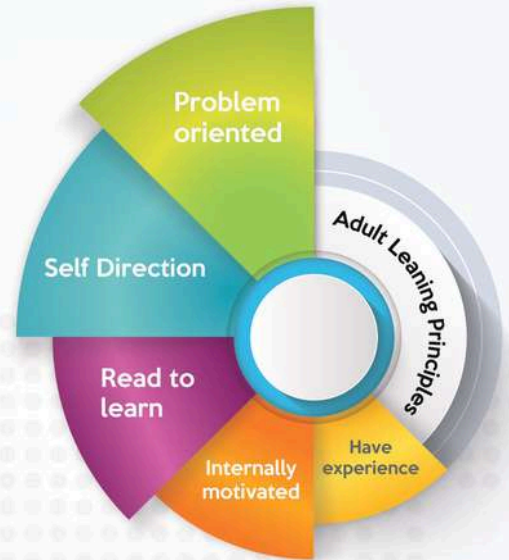 Problem
oriented
Self Direction
Read to
learn
Internally
motivated
Have
experience
Adult Leaning Principles